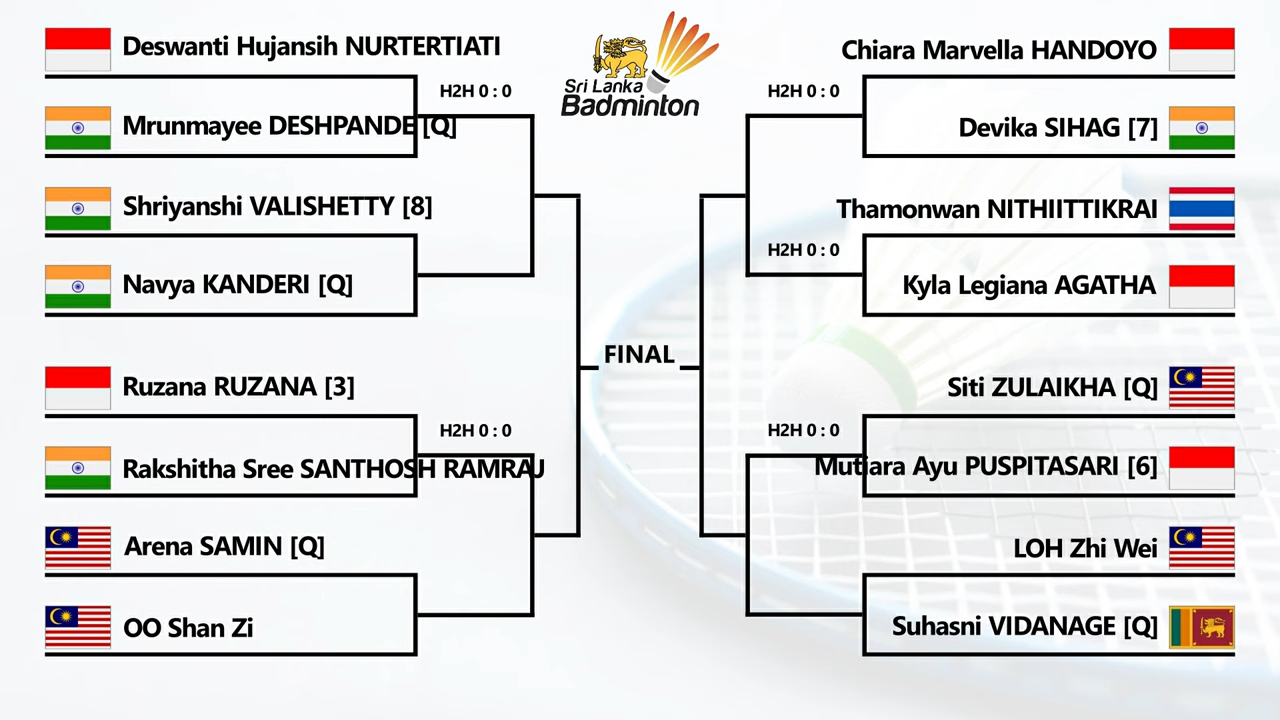 Deswanti Hujansih NURTERTIATI
H2H 0 : 0
Mrunmayee DESHPANDE [Q]
Shriyanshi VALISHETTY [8]
Navya KANDERI [Q]
Ruzana RUZANA [3]
H2H 0 : 0
Rakshitha Sree SANTHOSH RAMRAJ
Arena SAMIN [Q]
OO Shan Zi
Sri Lanka
Badminton
FINAL
Chiara Marvella HANDOYO
H2H 0 : 0
Devika SIHAG [7]
Thamonwan NITHIITTIKRAI
H2H 0 : 0
Kyla Legiana AGATHA
Siti ZULAIKHA [Q]
H2H 0 : 0
Mutiara Ayu PUSPITASARI [6]
LOH Zhi Wei
Suhasni VIDANAGE [Q]